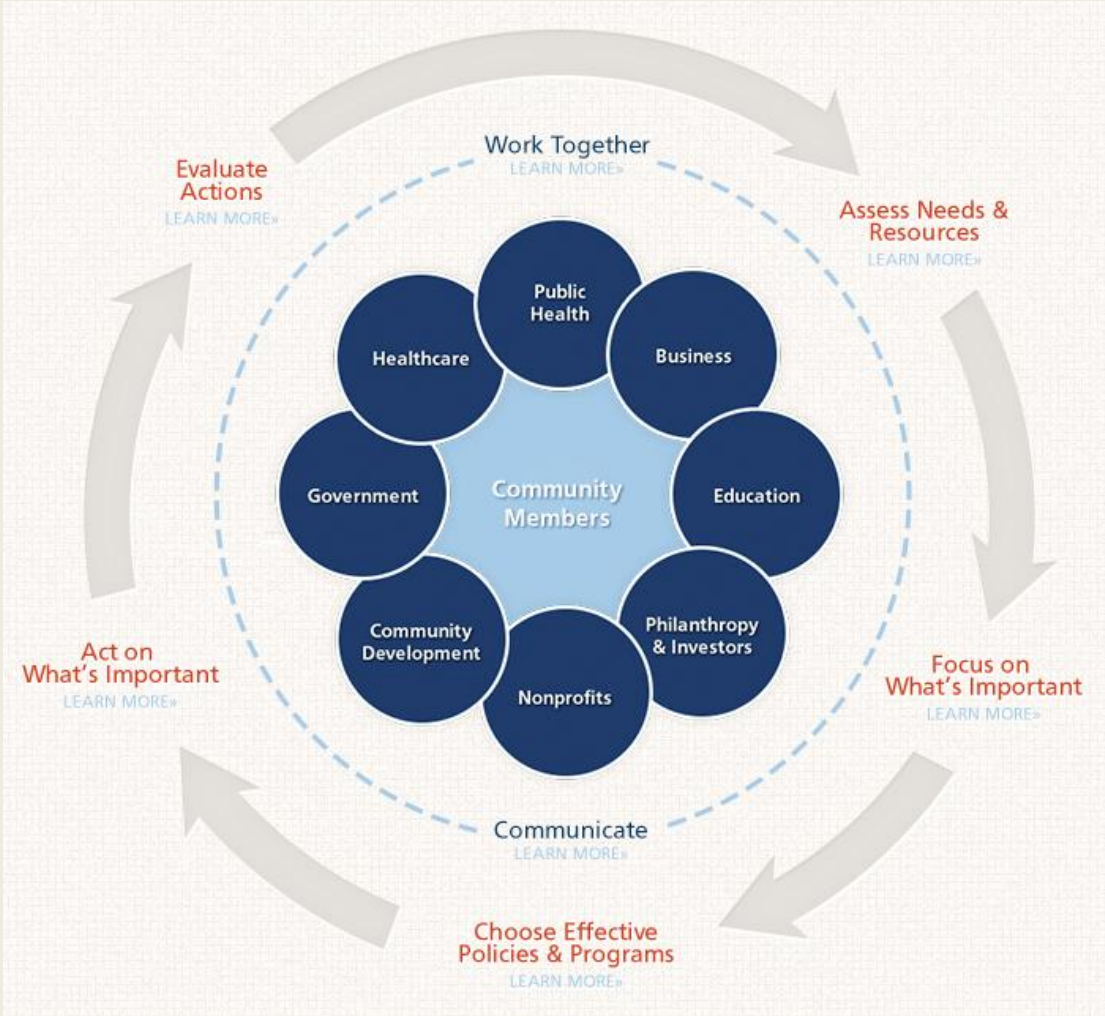 Work Together
LEARN MORE»
Evaluate
Actions
LEARN MORE»
Assess Needs &
Resources
LEARN MORE»
Public
Health
Healthcare
Business
Government
Community
Members
Education
Community
Development
Philanthropy
& Investors
Nonprofits
Act on
What's Important
LEARN MORE»
Focus on
What's Important
LEARN MORE»
Communicate
LEARN MORE»
Choose Effective
Policies & Programs
LEARN MORE»